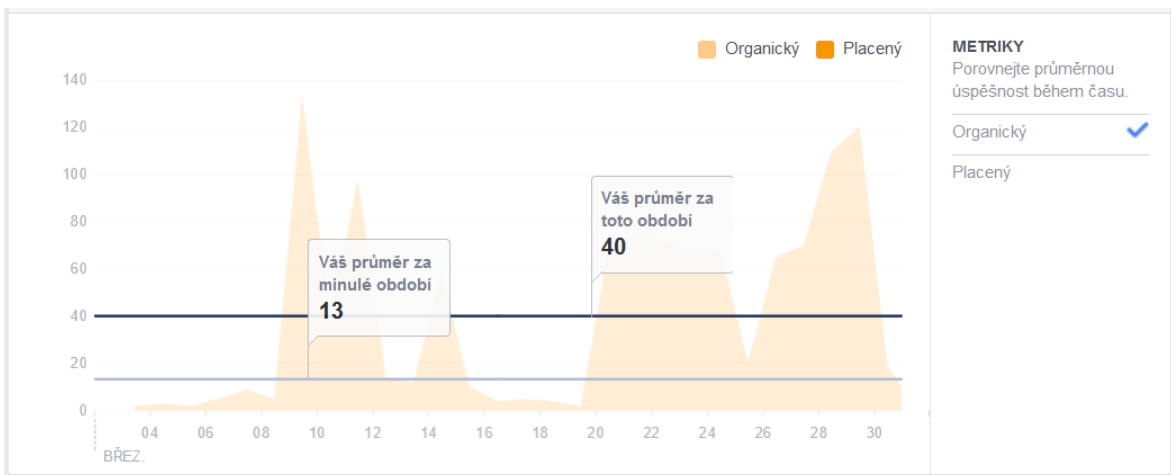 Organický Placený
140
120
100
80
60
40
20
0
Váš průměr za
minulé období
13
Váš průměr za
toto období
40
04 06 08 10 12 14 16 18 20 22 24 26 28 30
BŘEZ.
METRIKY
Porovnejte průměrnou
úspěšnost během času.
Organický
Placený